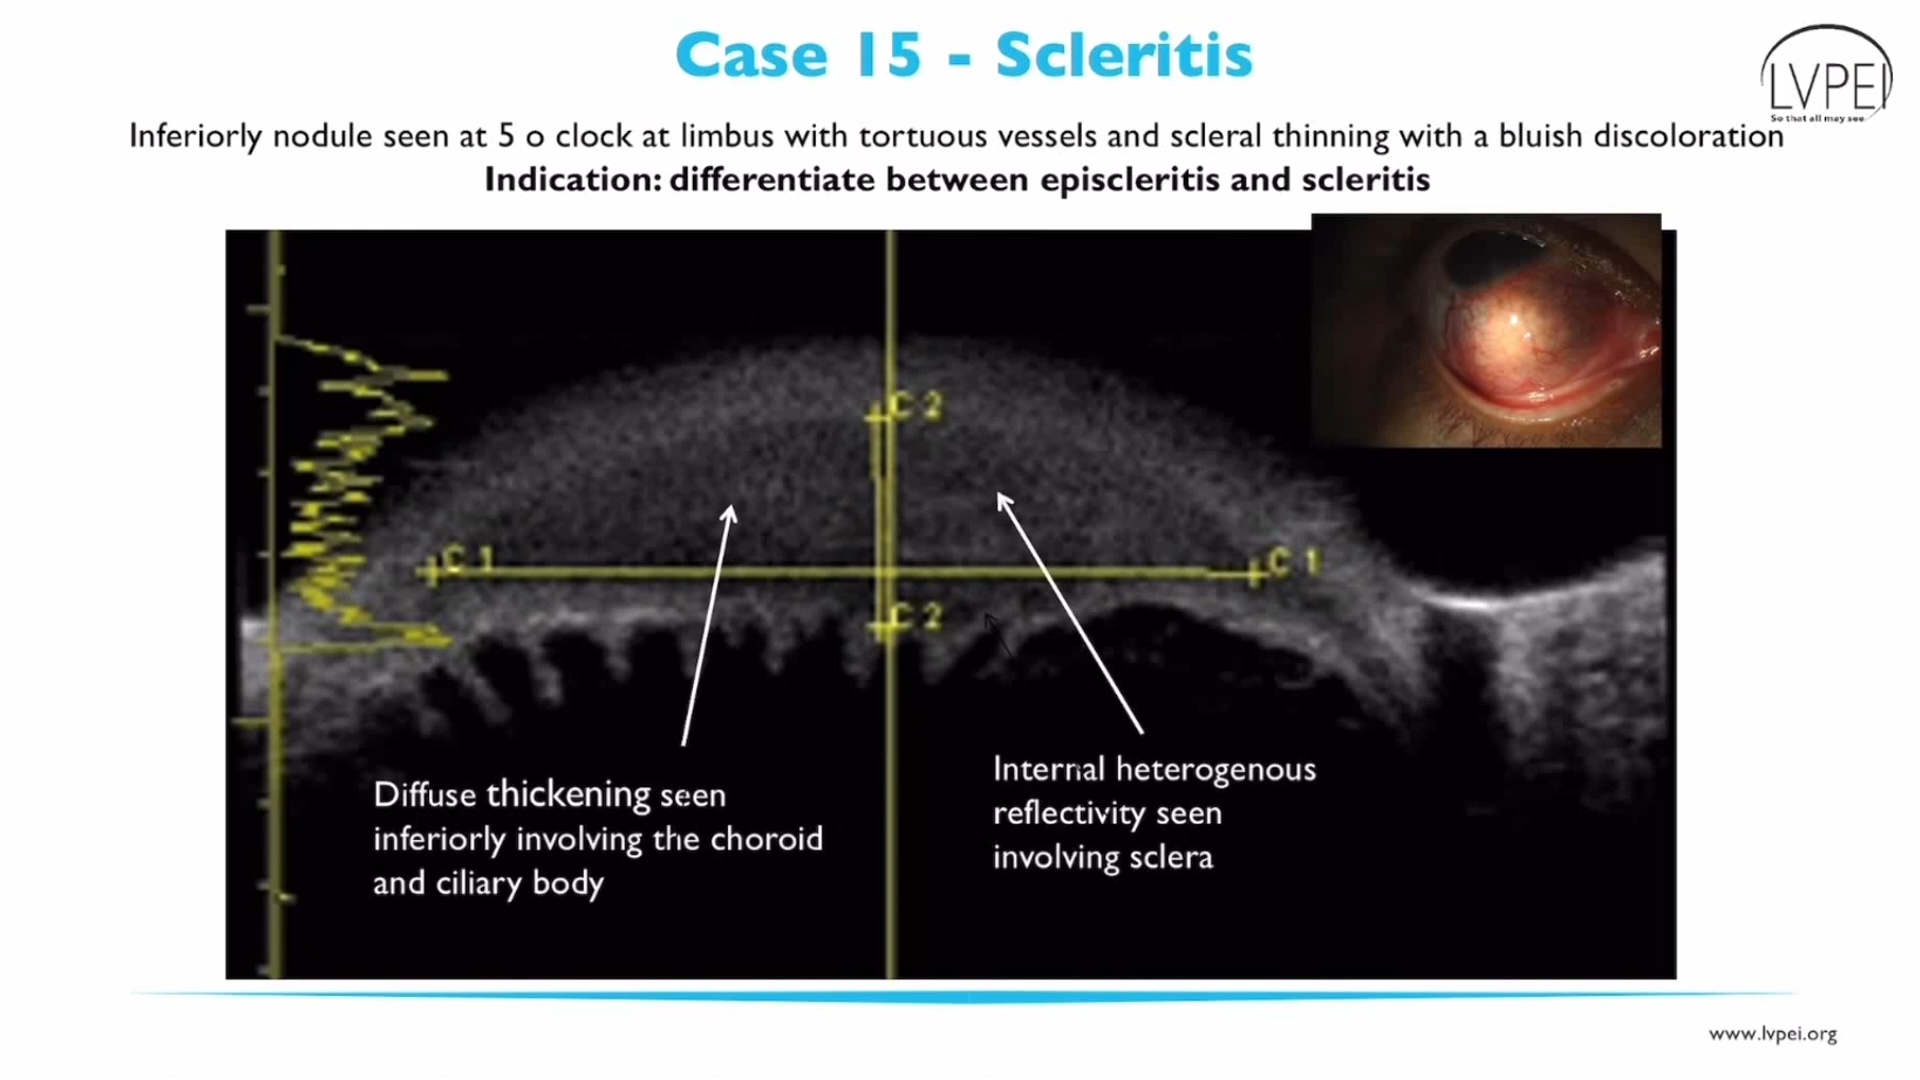 Case 15 - Scleritis
LVPEI
So that all may see
Inferiorly nodule seen at 5 o clock at limbus with tortuous vessels and scleral thinning with a bluish discoloration
Indication: differentiate between episcleritis and scleritis
C 2
C 1
C 1
C 2
Diffuse thickening seen
inferiorly involving the choroid
and ciliary body
Internal heterogenous
reflectivity seen
involving sclera
www.lvpei.org